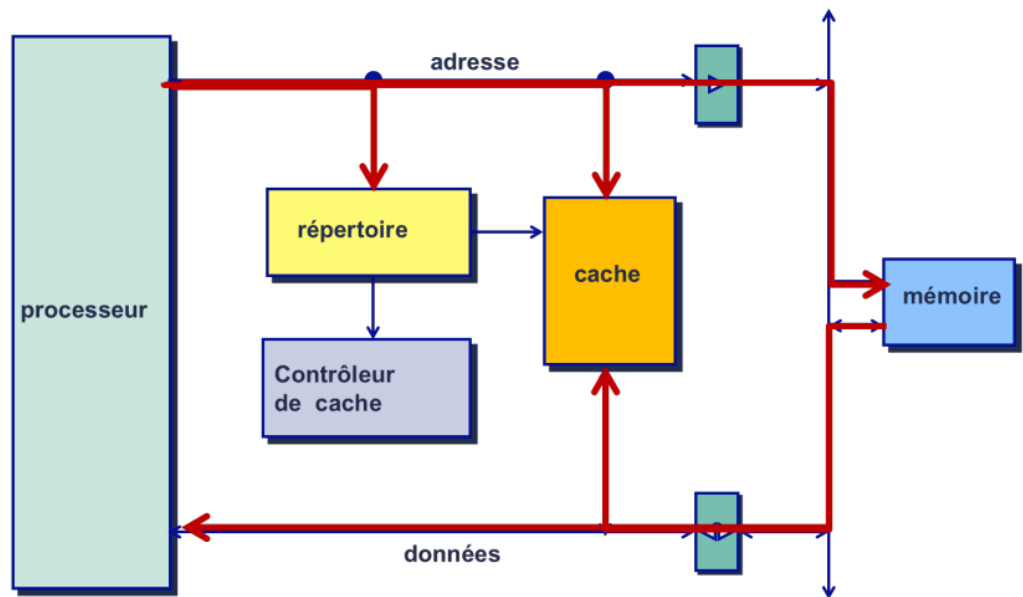 adresse
répertoire
cache
processeur
mémoire
Contrôleur
de cache
données